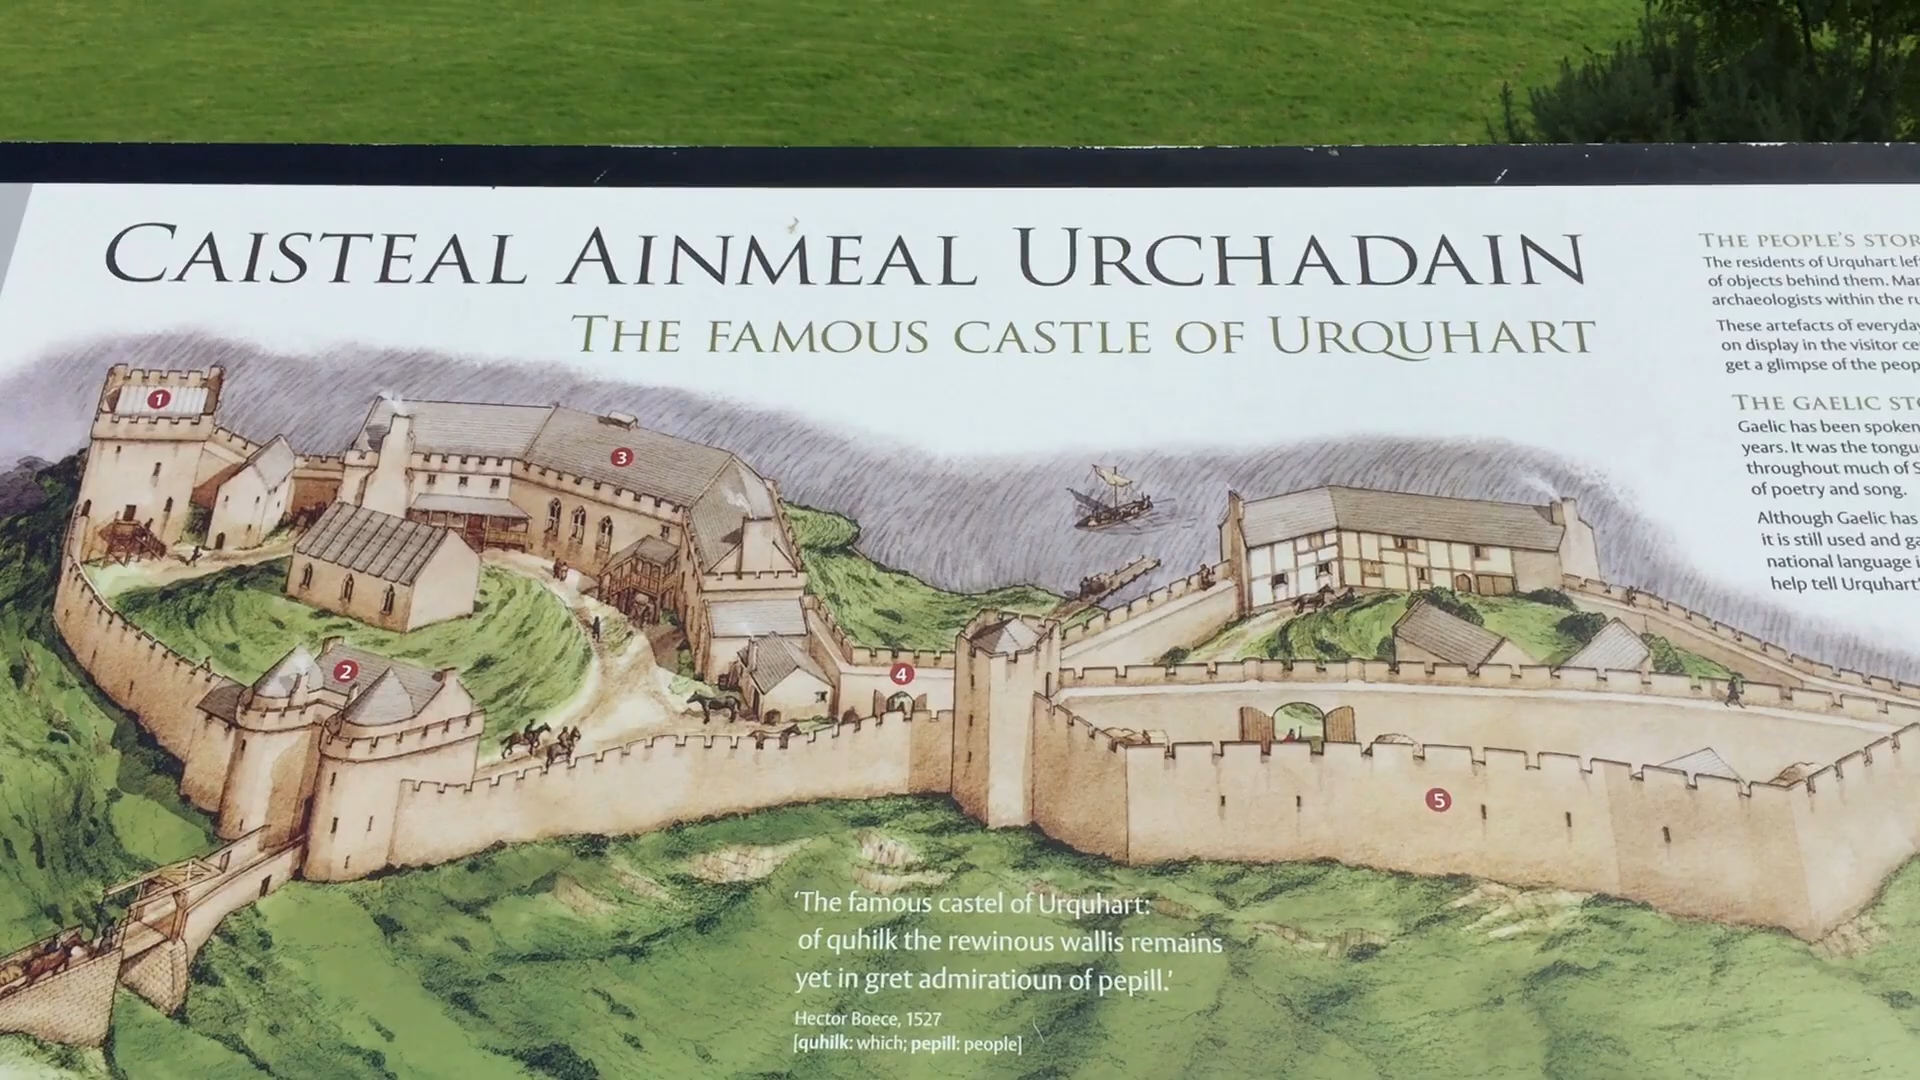 CAISTEAL AINMEAL URCHADAIN
THE FAMOUS CASTLE OF URQUHART
1
2
3
4
5
'The famous castel of Urquhart:
of quhilk the rewinous wallis remains
yet in gret admiratioun of pepill.'
Hector Boece, 1527
[quhilk: which; pepill: people]
THE PEOPLE'S
The residents of Urquhart
of objects behind them.
archaeologists within the
These artefacts of
on display in the visitor
get a glimpse of the
THE GAELIC
Gaelic has been spoken
years. It was the
throughout much of
of poetry and song.
Although Gaelic has
it is still used and
national language
help tell